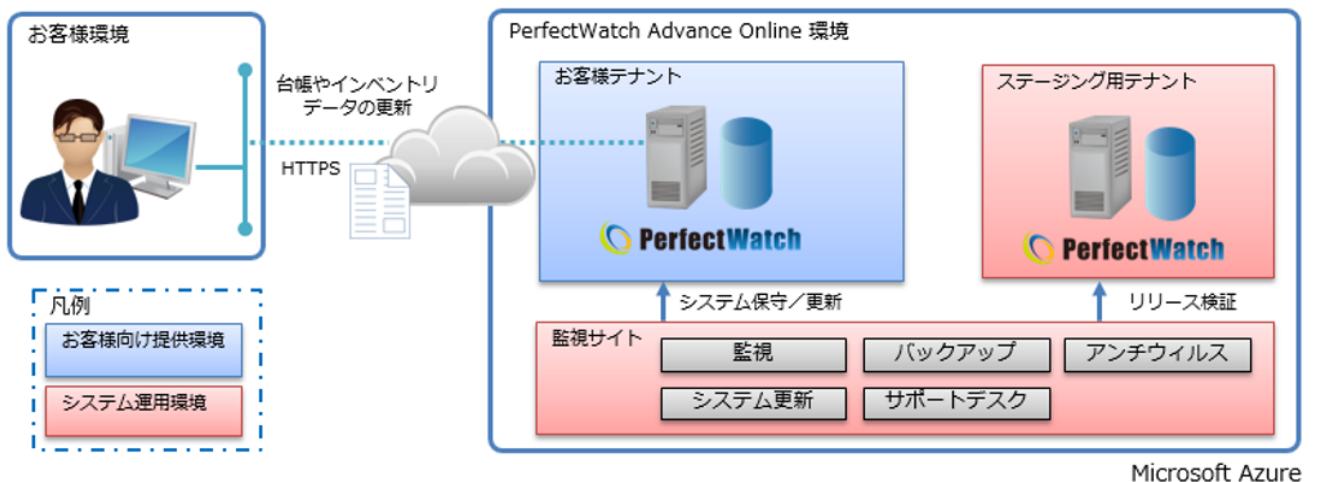 お客様環境
台帳やインベントリ
データの更新
HTTPS
PerfectWatch Advance Online 環境
お客様テナント
PerfectWatch
ステージング用テナント
PerfectWatch
システム保守／更新
リリース検証
監視サイト
監視
バックアップ
アンチウィルス
システム更新
サポートデスク
凡例
お客様向け提供環境
システム運用環境
Microsoft Azure